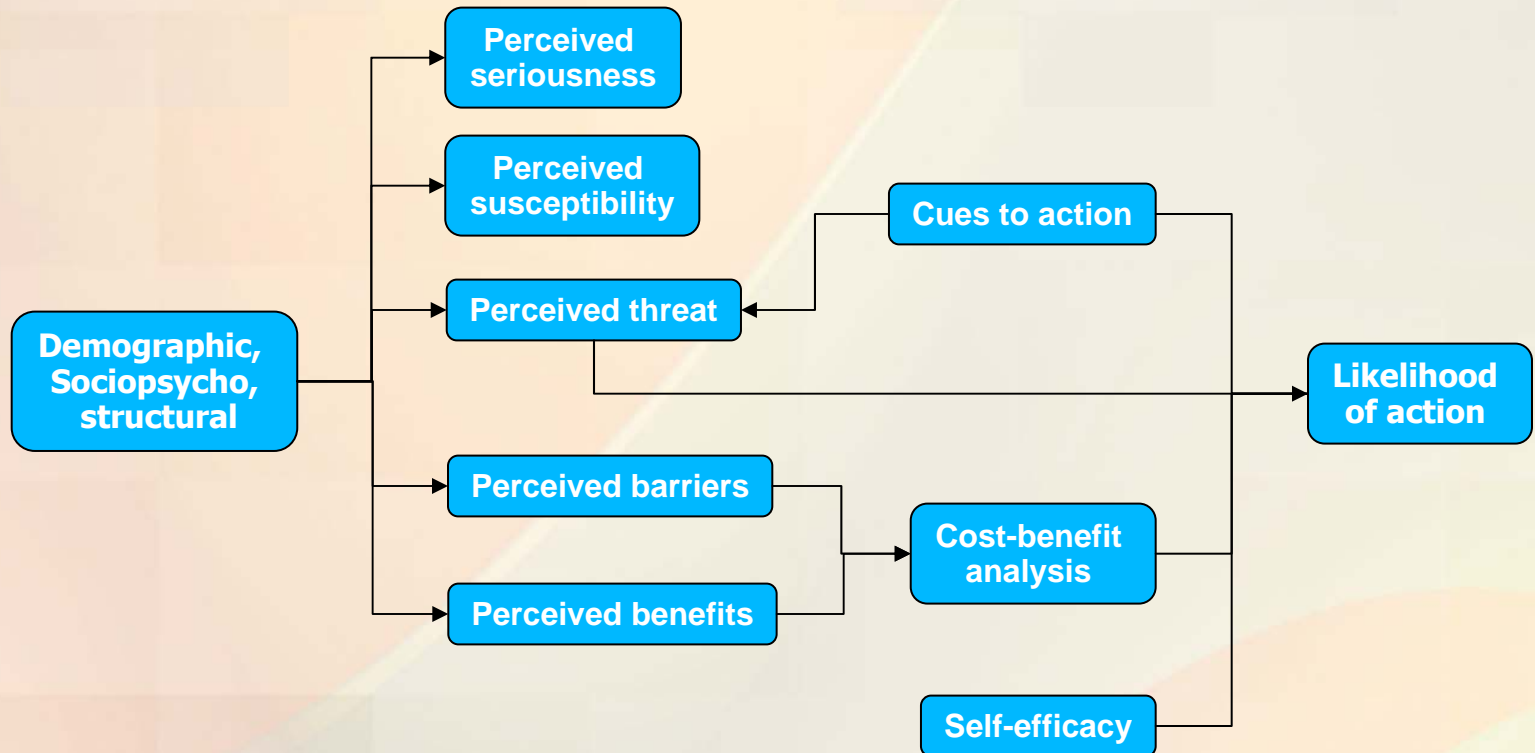 Perceived
seriousness
Perceived
susceptibility
Cues to action
Perceived threat
Demographic,
Sociopsycho,
structural
Likelihood
of action
Perceived barriers
Cost-benefit
analysis
Perceived benefits
Self-efficacy